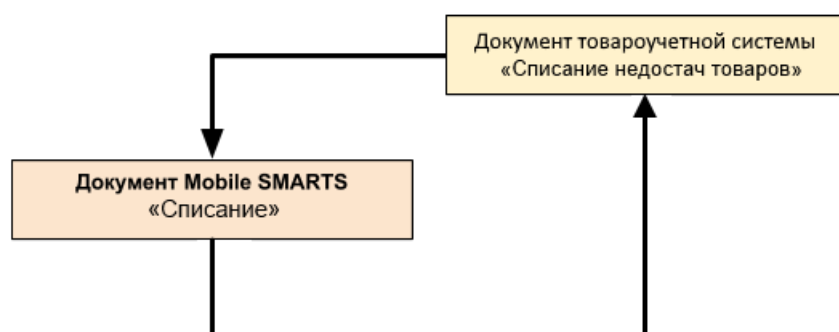 Документ товароучетной системы
«Списание недостач товаров»
Документ Mobile SMARTS
«Списание»